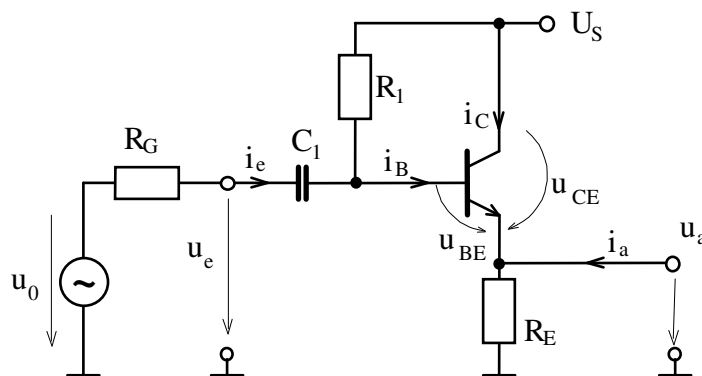 U_S
R_1
i_C
R_G
i_e
C_1
i_B
u_CE
u_0
u_e
u_BE
i_a
u_a
R_E
~